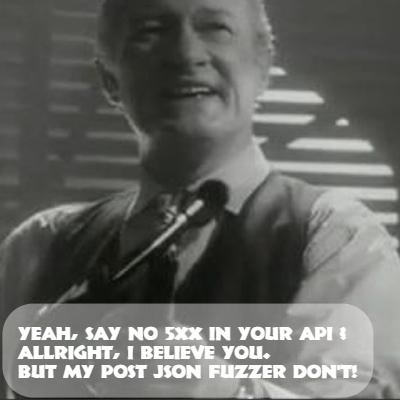 YEAH, SAY NO 5XX IN YOUR API &
ALLRIGHT, I BELIEVE YOU.
BUT MY POST JSON FUZZER DON'T!